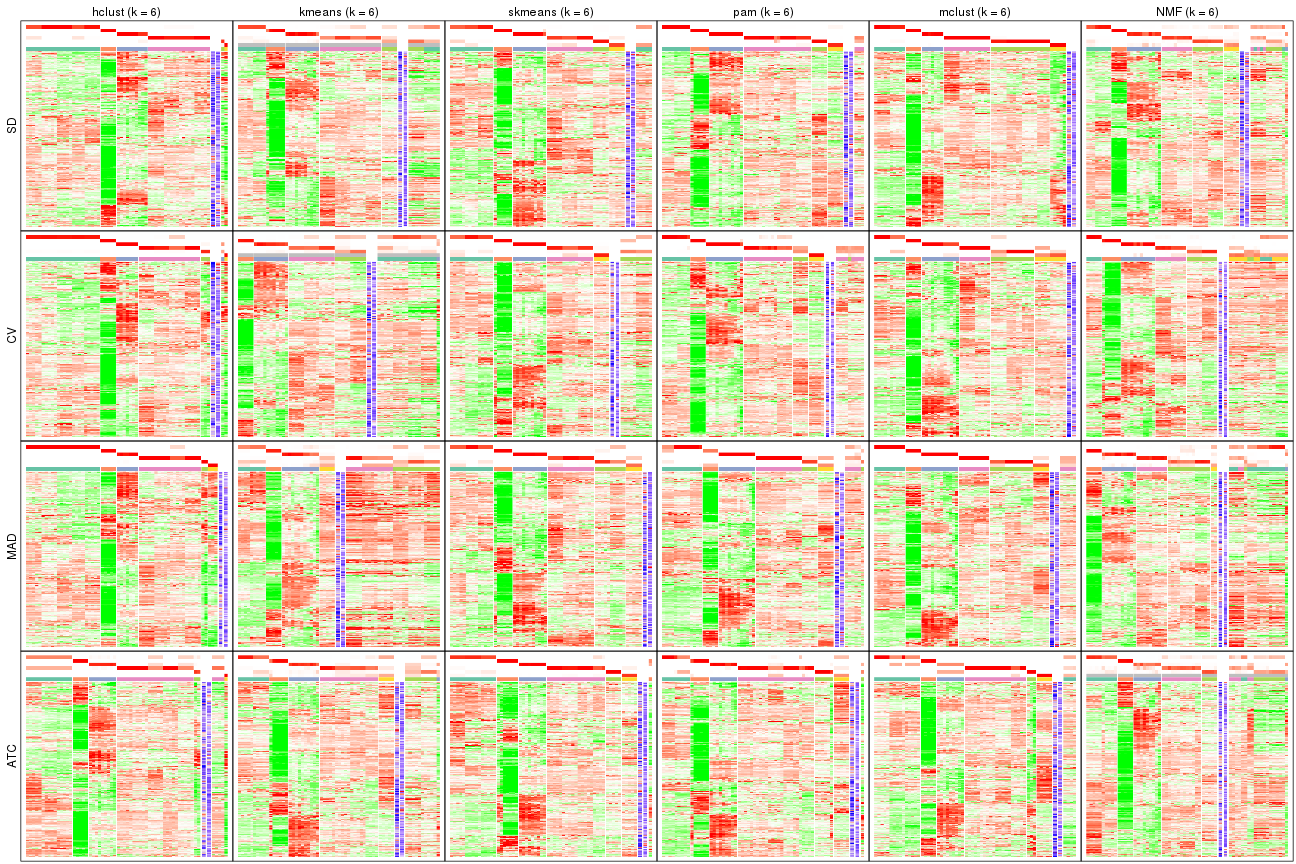 hclust (k = 6)
kmeans (k = 6)
skmeans (k = 6)
pam (k = 6)
mclust (k = 6)
NMF (k = 6)
SD
CV
MAD
ATC